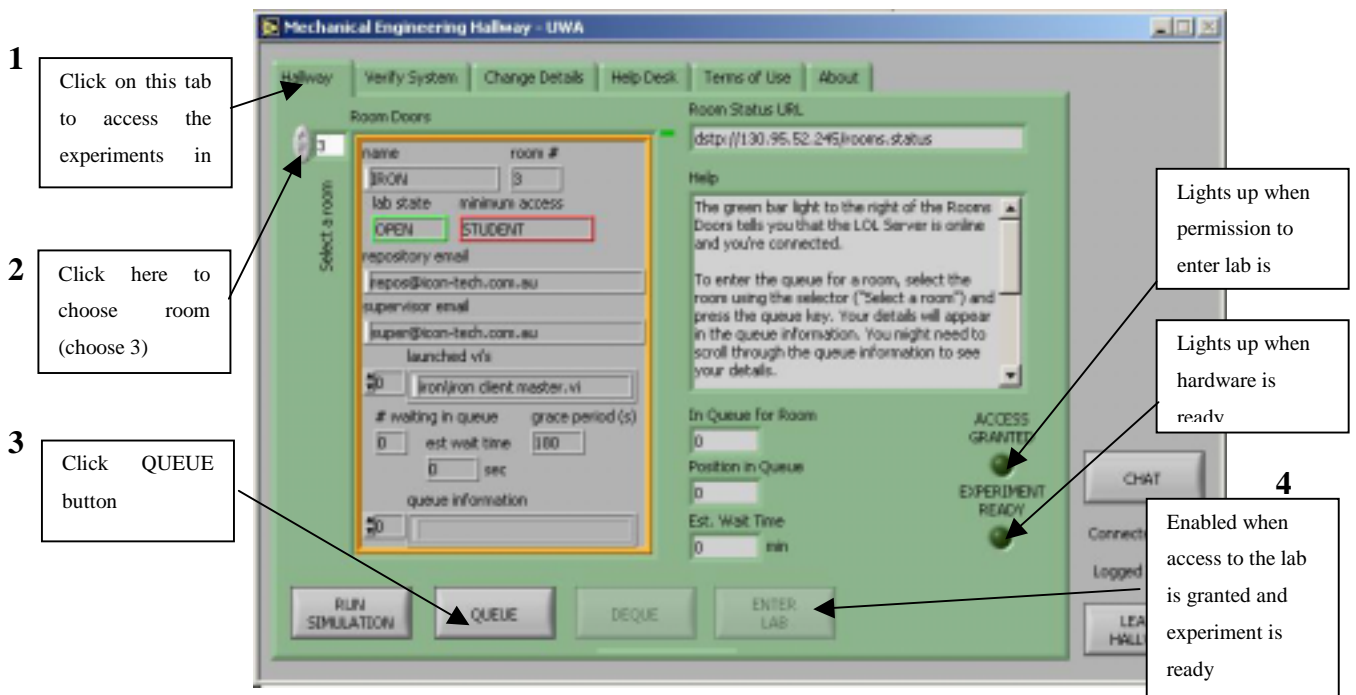 Mechanical Engineering Hallway - UWA
1
Click on this tab
to access the
experiments in
2
Click here to
choose room
(choose 3)
3
Click QUEUE
button
Hallway
Verify System
Change Details
Help Desk
Terms of Use
About
Room Doors
3
Select a room
name
room #
IRON
3
lab state
minimum access
OPEN
STUDENT
repository email
repos@icon-tech.com.au
supervisor email
super@icon-tech.com.au
launched vi's
0
iron\iron client master.vi
# waiting in queue
grace period (s)
0
est wait time
180
0
sec
queue information
0
Room Status URL
dstp://130.95.52.245/rooms.status
Help
The green bar light to the right of the Rooms
Doors tells you that the LOL Server is online
and you're connected.
To enter the queue for a room, select the
room using the selector ("Select a room") and
press the queue key. Your details will appear
in the queue information. You might need to
scroll through the queue information to see
your details.
In Queue for Room
0
Position in Queue
0
Est. Wait Time
0
min
ACCESS
GRANTED
EXPERIMENT
READY
RUN
SIMULATION
QUEUE
DEQUE
ENTER
LAB
CHAT
Connecte
Logged
LEA
HALL
Lights up when
permission to
enter lab is
Lights up when
hardware is
ready
4
Enabled when
access to the lab
is granted and
experiment is
ready